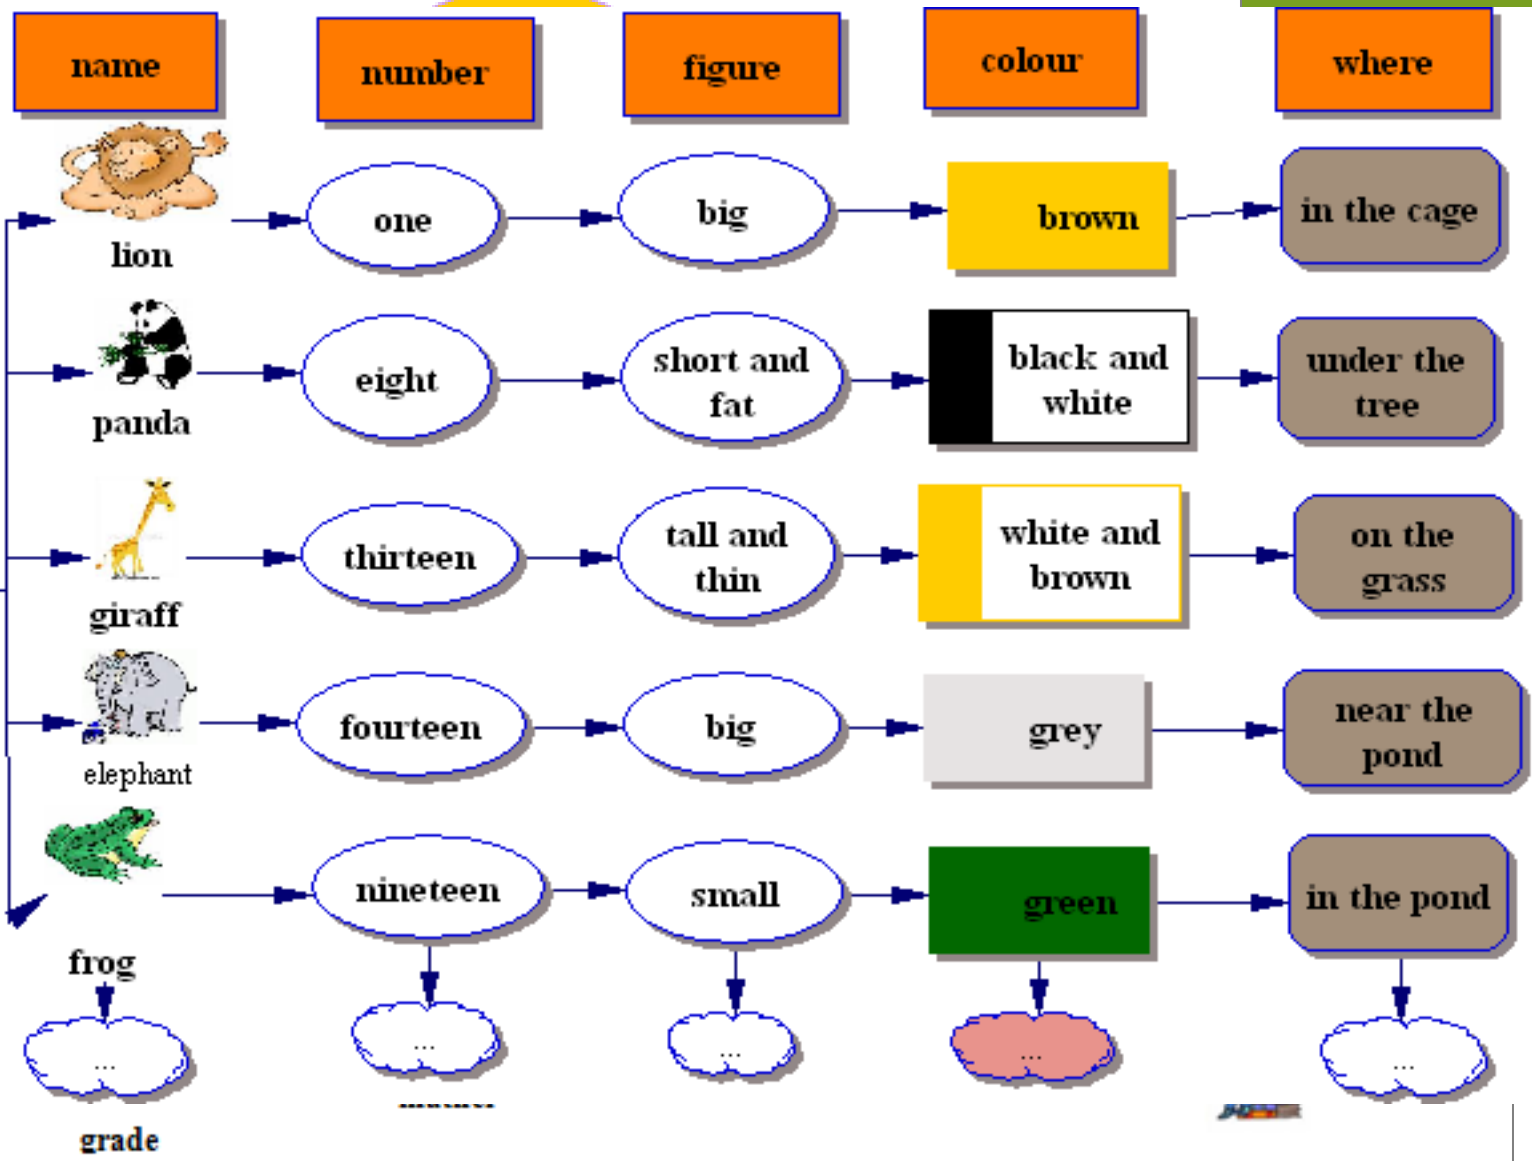 name number figure colour where
lion one big brown in the cage
panda eight short and fat black and white under the tree
giraff thirteen tall and thin white and brown on the grass
elephant fourteen big grey near the pond
frog nineteen small green in the pond
... ... ... ... ...
grade